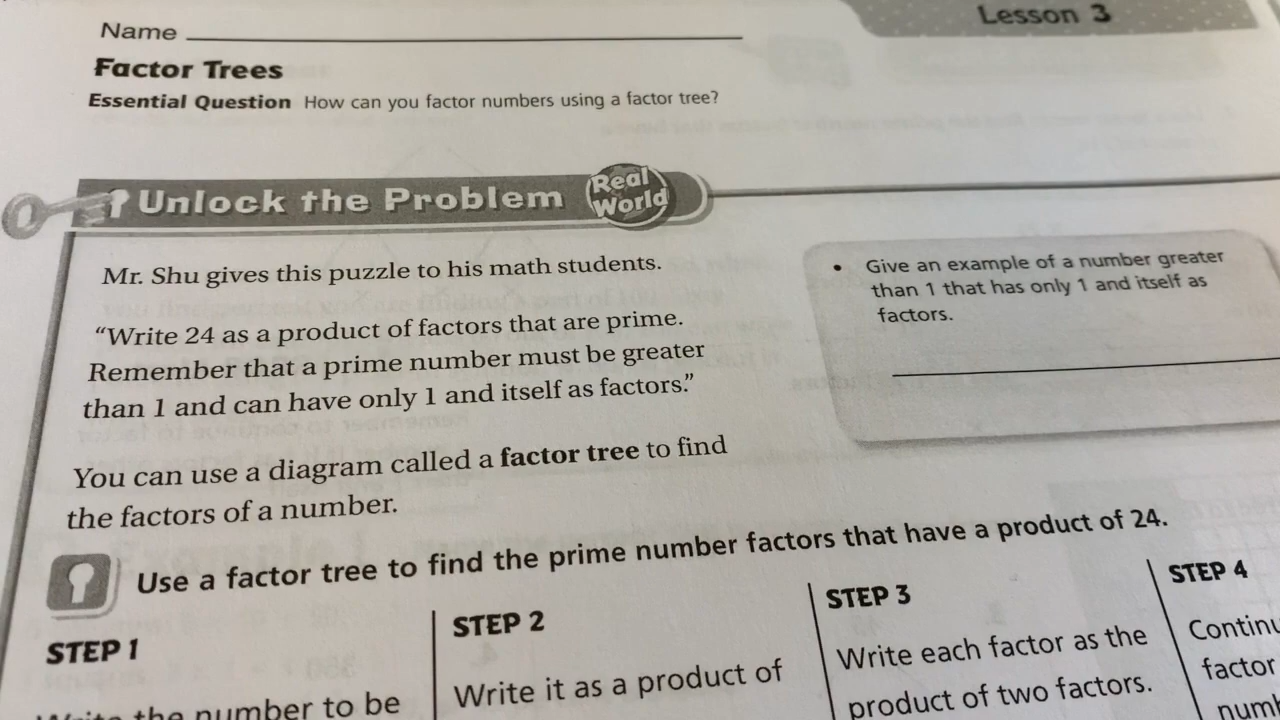 Lesson 3
Name
Factor Trees
Essential Question How can you factor numbers using a factor tree?
Unlock the Problem
Real
World
Mr. Shu gives this puzzle to his math students.
“Write 24 as a product of factors that are prime.
Remember that a prime number must be greater
than 1 and can have only 1 and itself as factors.”
You can use a diagram called a factor tree to find
the factors of a number.
• Give an example of a number greater
than 1 that has only 1 and itself as
factors.
Use a factor tree to find the prime number factors that have a product of 24.
STEP 1
the number to be
STEP 2
Write it as a product of
STEP 3
Write each factor as the
product of two factors.
STEP 4
factor